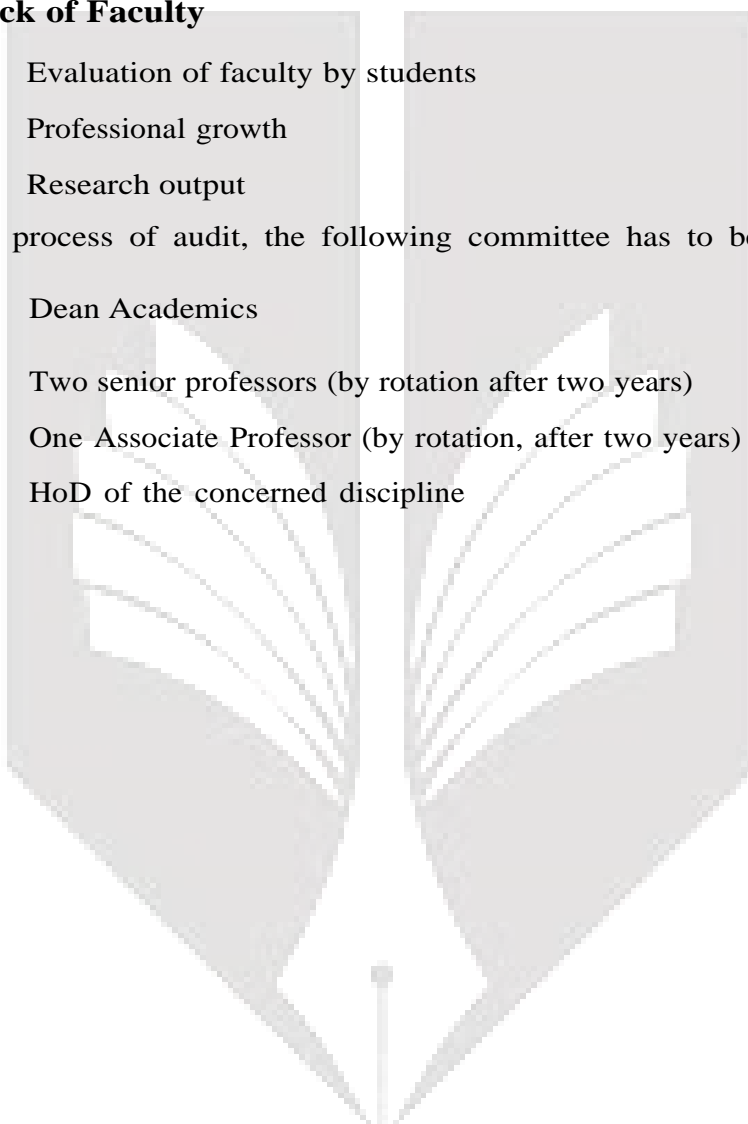 ck of Faculty
Evaluation of faculty by students
Professional growth
Research output
process of audit, the following committee has to be
Dean Academics
Two senior professors (by rotation after two years)
One Associate Professor (by rotation, after two years)
HoD of the concerned discipline